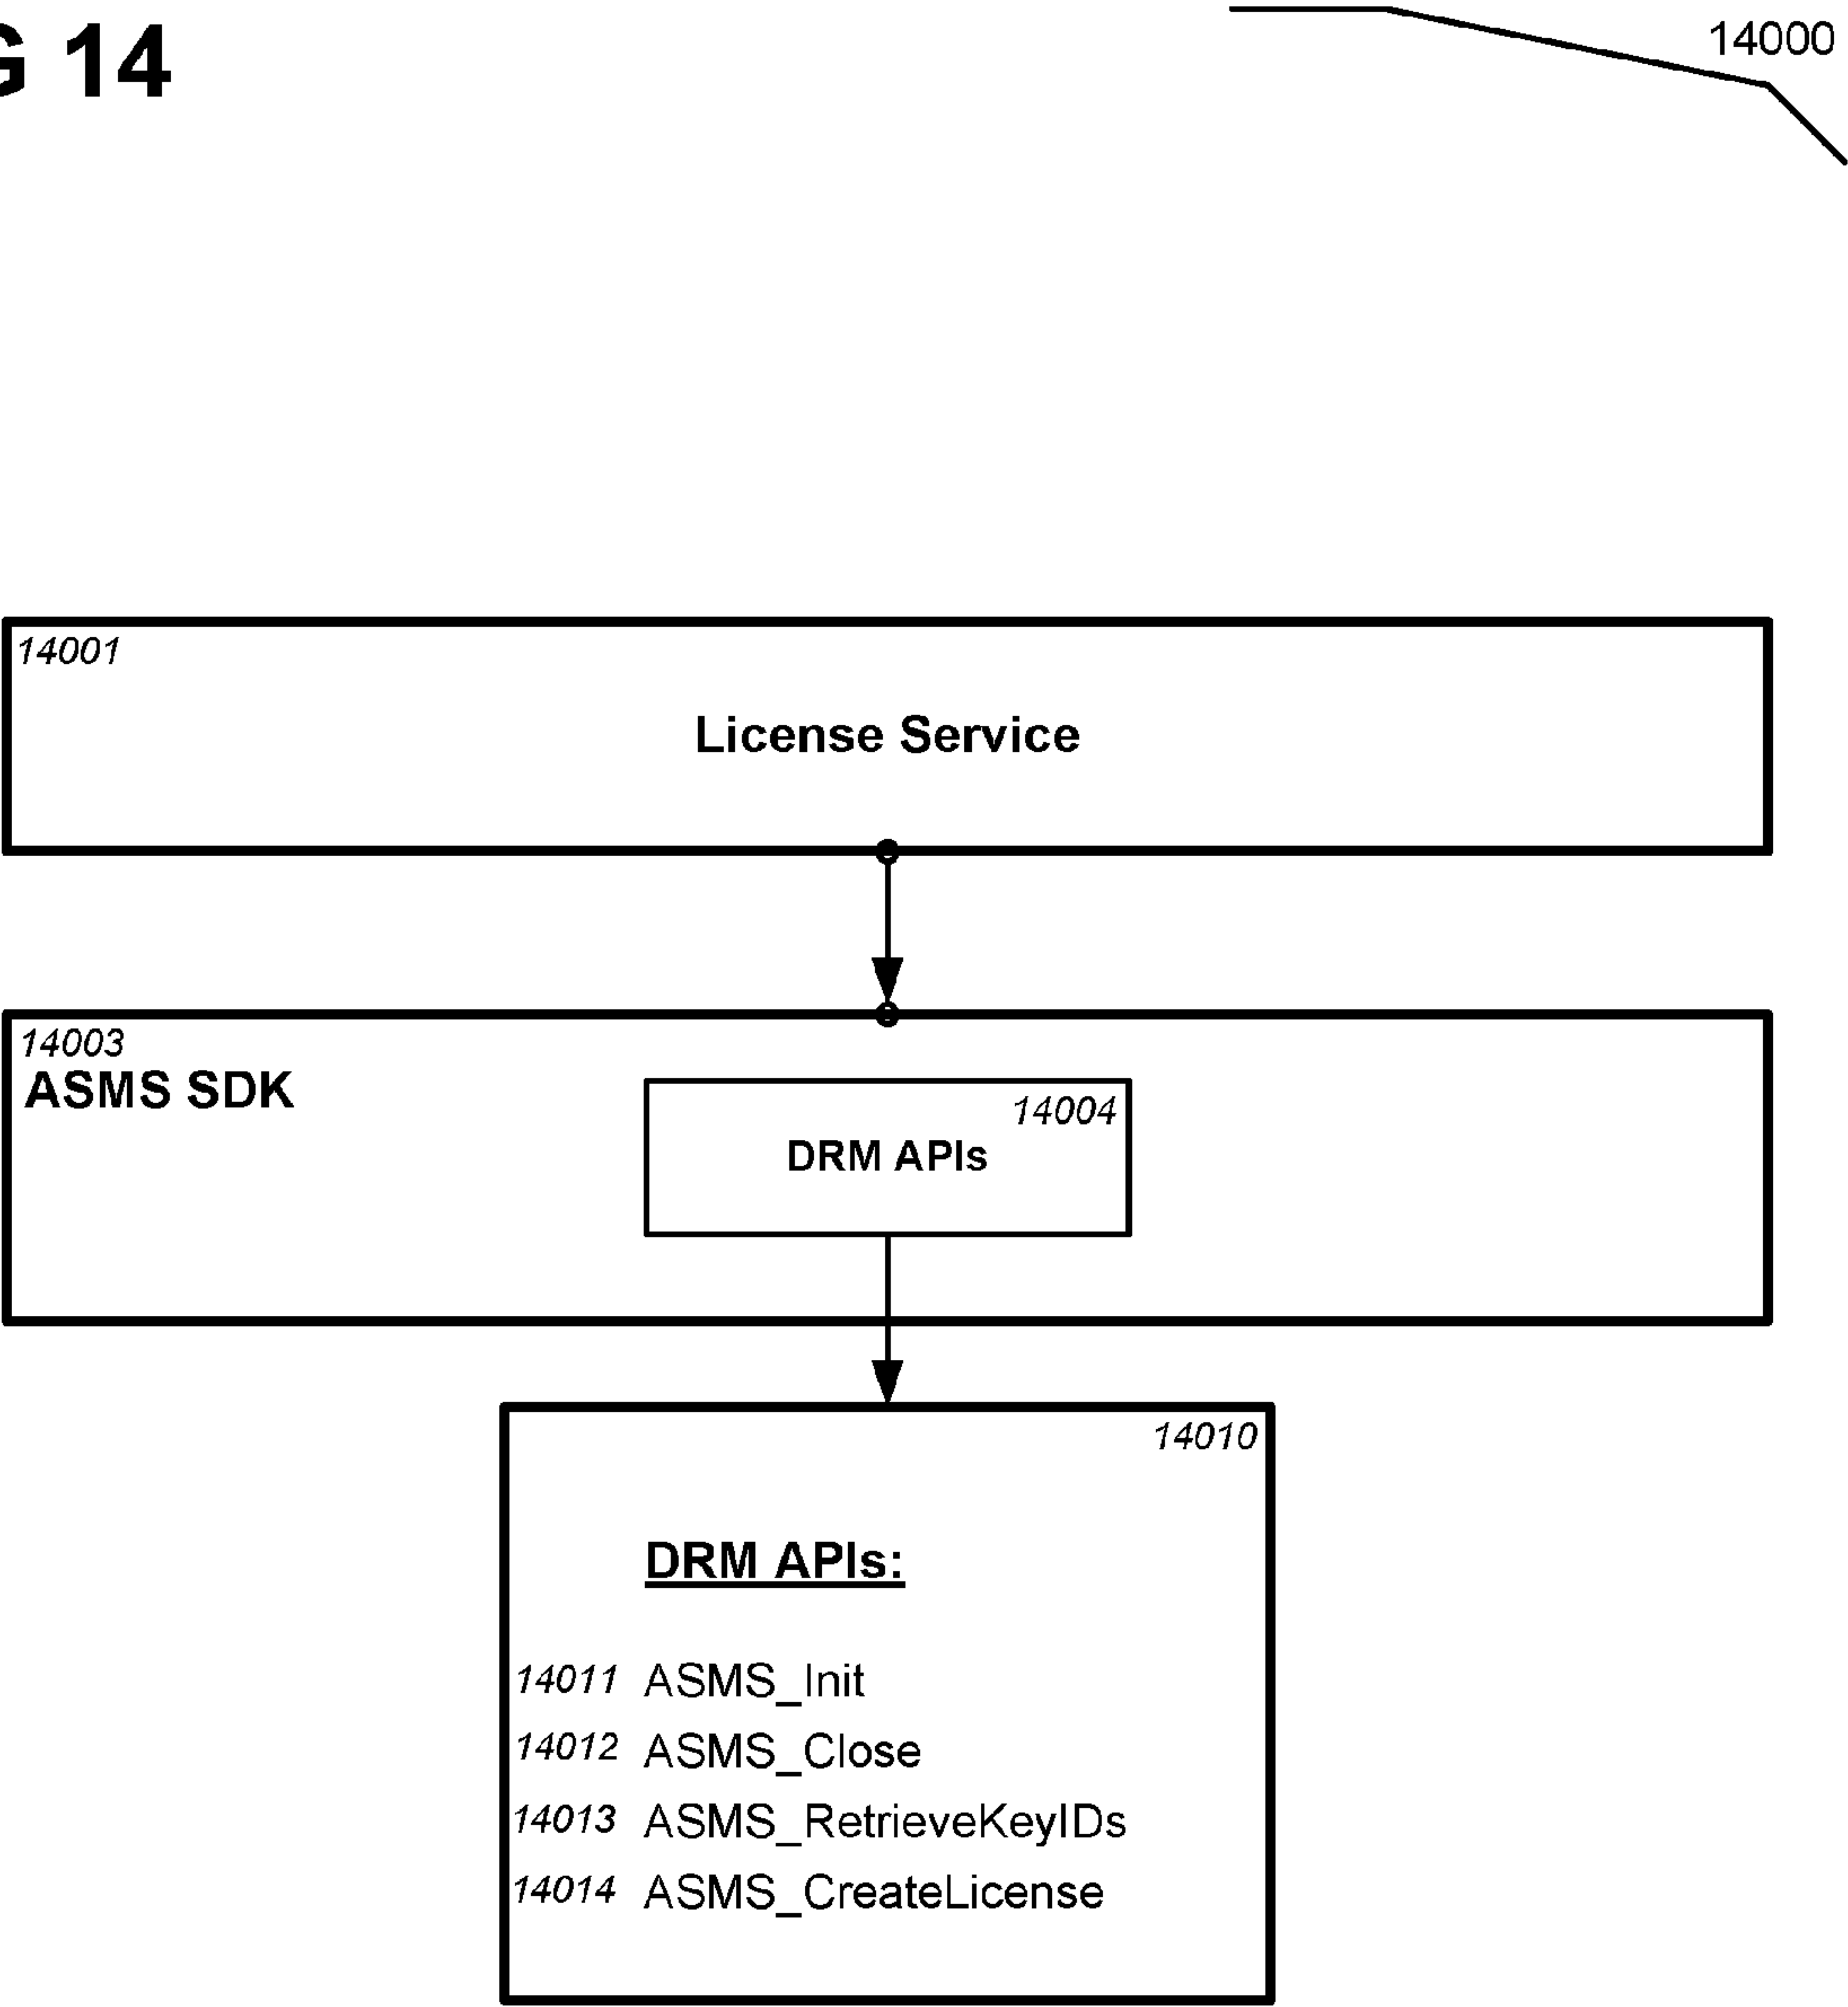 G 14
14000
14001
License Service
14003
ASMS SDK
14004
DRM APIs
14010
DRM APIs:
14011 ASMS_Init
14012 ASMS_Close
14013 ASMS_RetrieveKeyIDs
14014 ASMS_CreateLicense